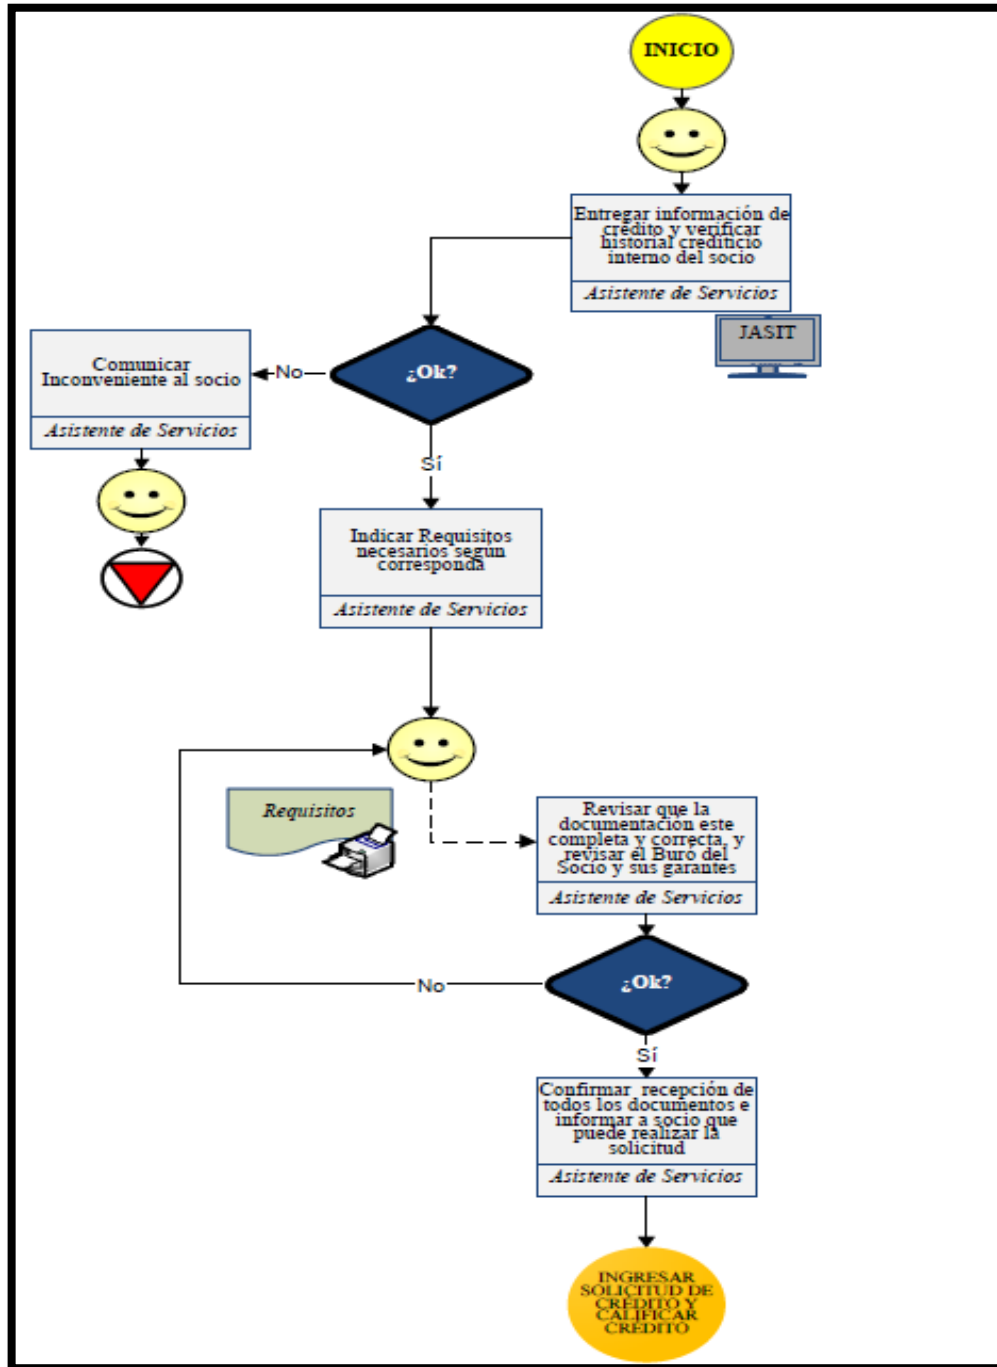 INICIO
Entregar información de
crédito y verificar
historial crediticio
interno del socio
Asistente de Servicios
JASIT
¿Ok?
No
Comunicar
Inconveniente al socio
Asistente de Servicios
Sí
Indicar Requisitos
necesarios según
corresponda
Asistente de Servicios
Requisitos
Revisar que la
documentación este
completa y correcta, y
revisar el Buró del
Socio y sus garantes
Asistente de Servicios
¿Ok?
No
Sí
Confirmar recepción de
todos los documentos e
informar a socio que
puede realizar la
solicitud
Asistente de Servicios
INGRESAR
SOLICITUD DE
CRÉDITO Y
CALIFICAR
CRÉDITO